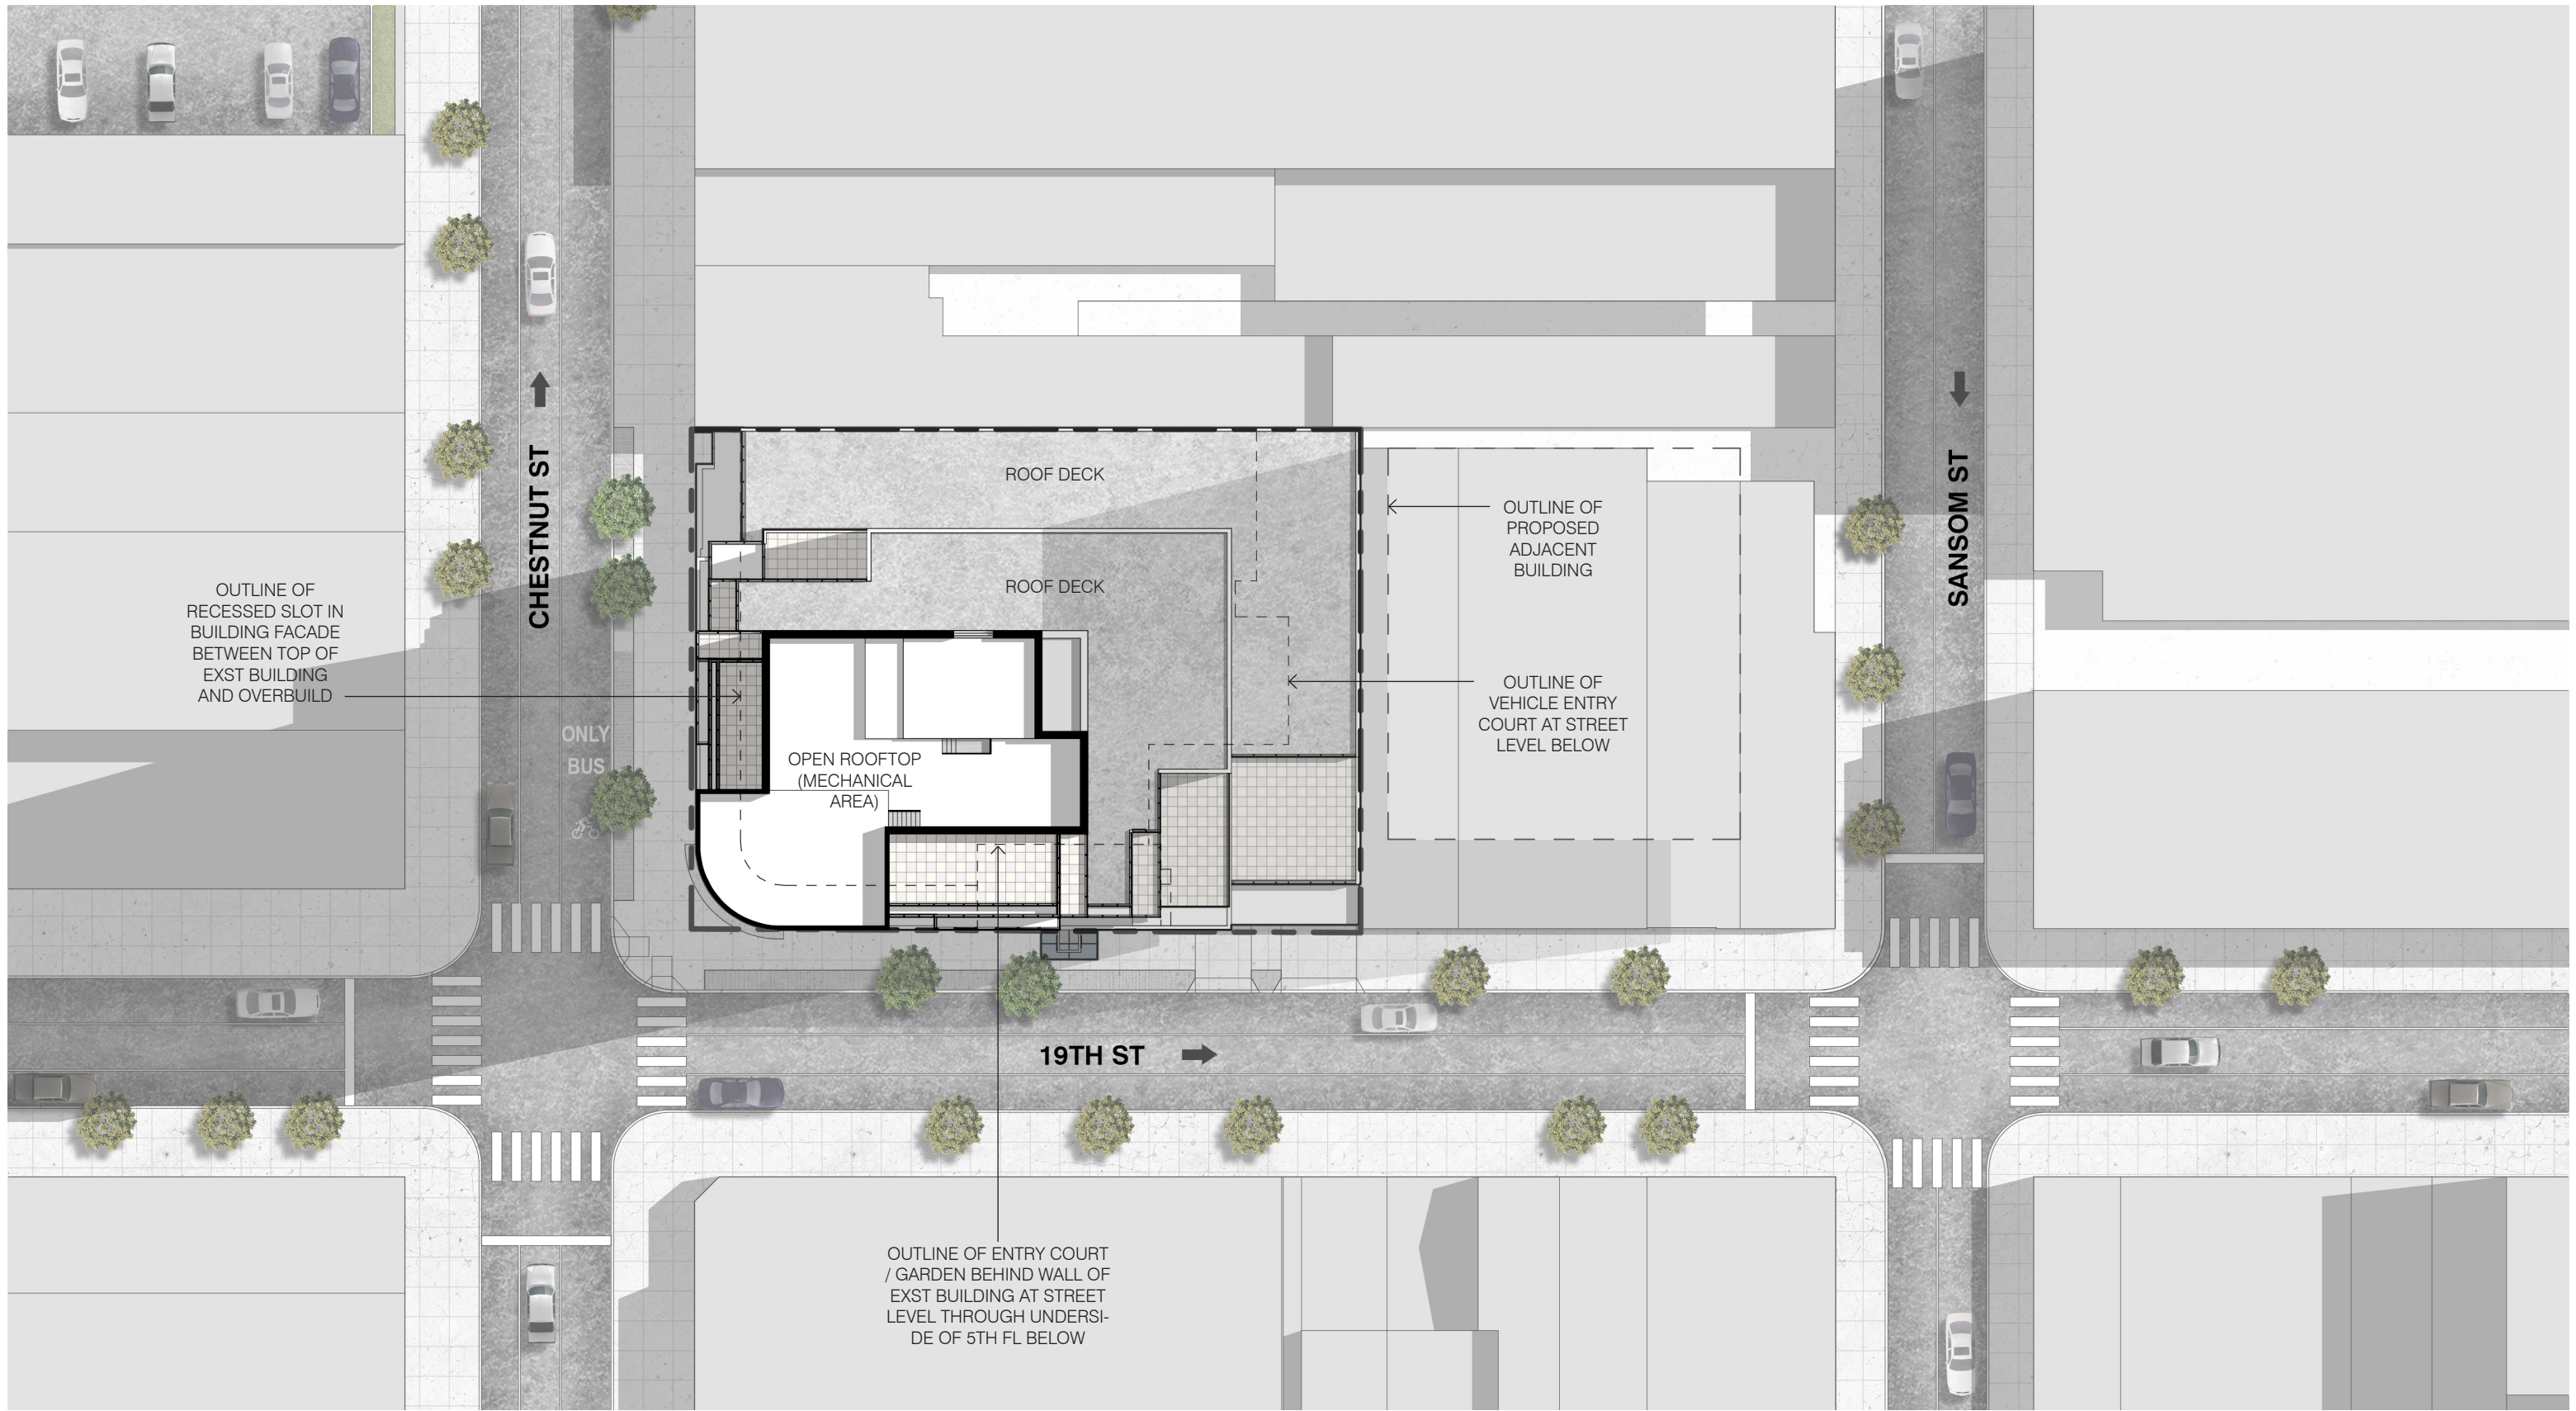 ROOF DECK
ROOF DECK
OUTLINE OF
PROPOSED
ADJACENT
BUILDING
CHESTNUT ST
SANSOM ST
OUTLINE OF
RECESSED SLOT IN
BUILDING FACADE
BETWEEN TOP OF
EXST BUILDING
AND OVERBUILD
OUTLINE OF
VEHICLE ENTRY
COURT AT STREET
LEVEL BELOW
ONLY
BUS
OPEN ROOFTOP
(MECHANICAL
AREA)
19TH ST
OUTLINE OF ENTRY COURT
/ GARDEN BEHIND WALL OF
EXST BUILDING AT STREET
LEVEL THROUGH UNDERSI-
DE OF 5TH FL BELOW